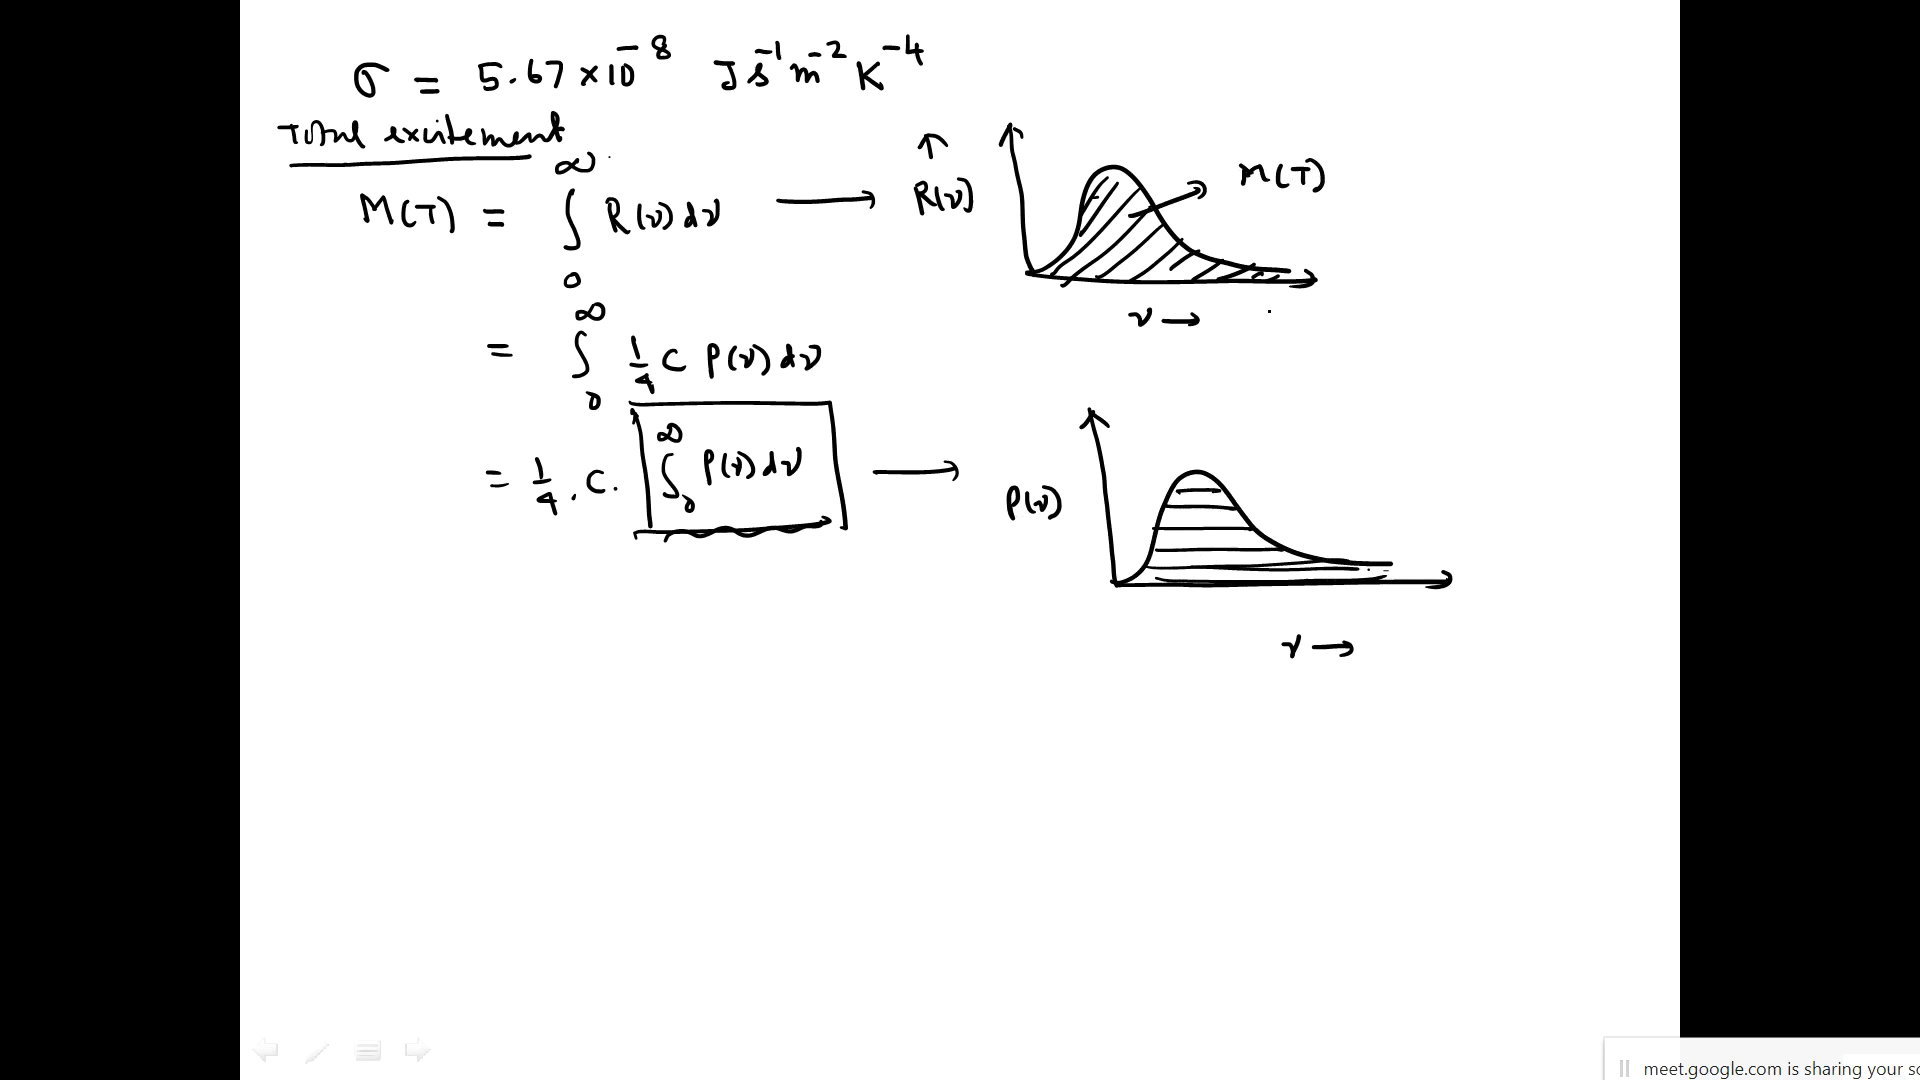 σ = 5.67 × 10⁻⁸ J s⁻¹ m⁻² K⁻⁴
Total excitement
M(T) = ∫₀^∞ R(ν) dν ⟶ R(ν) ↑
M(T)
ν →
= ∫₀^∞ 1/4 C P(ν) dν
= 1/4 . C . ∫₀^∞ P(ν) dν ⟶ P(ν)
ν →
meet.google.com is sharing your sc